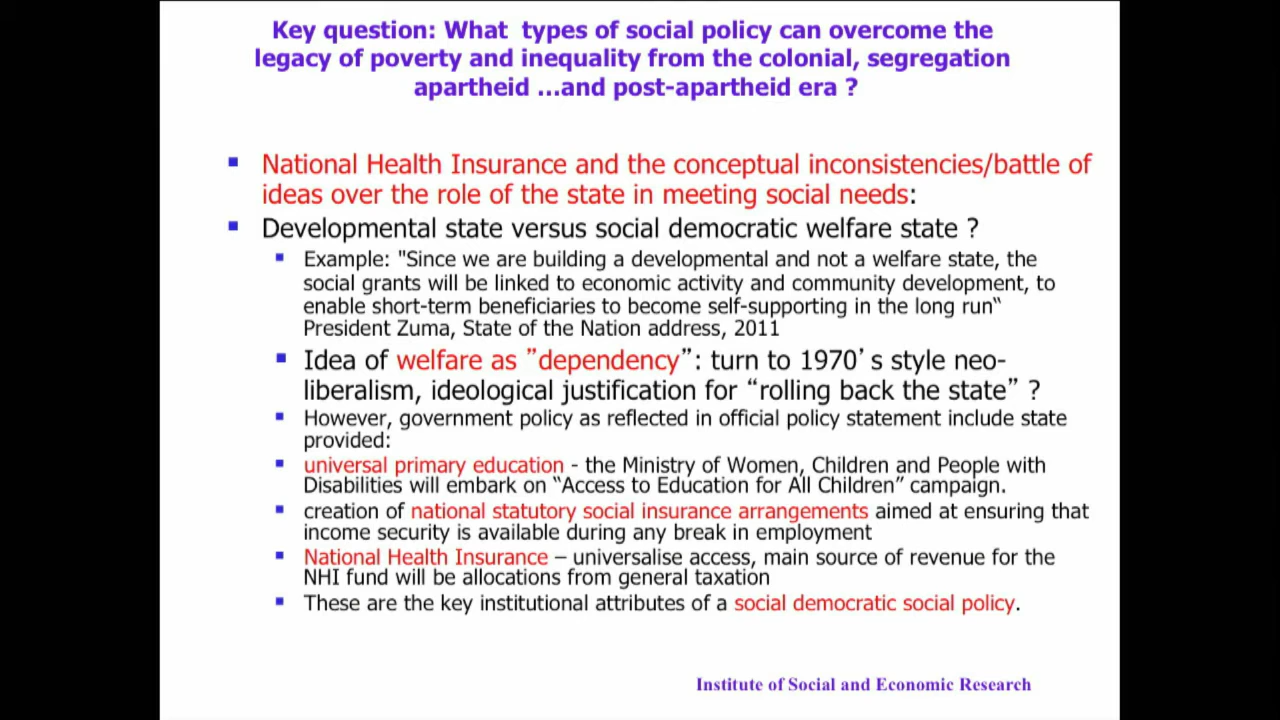 Key question: What types of social policy can overcome the
legacy of poverty and inequality from the colonial, segregation
apartheid ...and post-apartheid era ?
National Health Insurance and the conceptual inconsistencies/battle of
ideas over the role of the state in meeting social needs:
Developmental state versus social democratic welfare state ?
Example: "Since we are building a developmental and not a welfare state, the
social grants will be linked to economic activity and community development, to
enable short-term beneficiaries to become self-supporting in the long run“
President Zuma, State of the Nation address, 2011
Idea of welfare as ”dependency”: turn to 1970’s style neo-
liberalism, ideological justification for “rolling back the state” ?
However, government policy as reflected in official policy statement include state
provided:
universal primary education - the Ministry of Women, Children and People with
Disabilities will embark on “Access to Education for All Children” campaign.
creation of national statutory social insurance arrangements aimed at ensuring that
income security is available during any break in employment
National Health Insurance – universalise access, main source of revenue for the
NHI fund will be allocations from general taxation
These are the key institutional attributes of a social democratic social policy.
Institute of Social and Economic Research